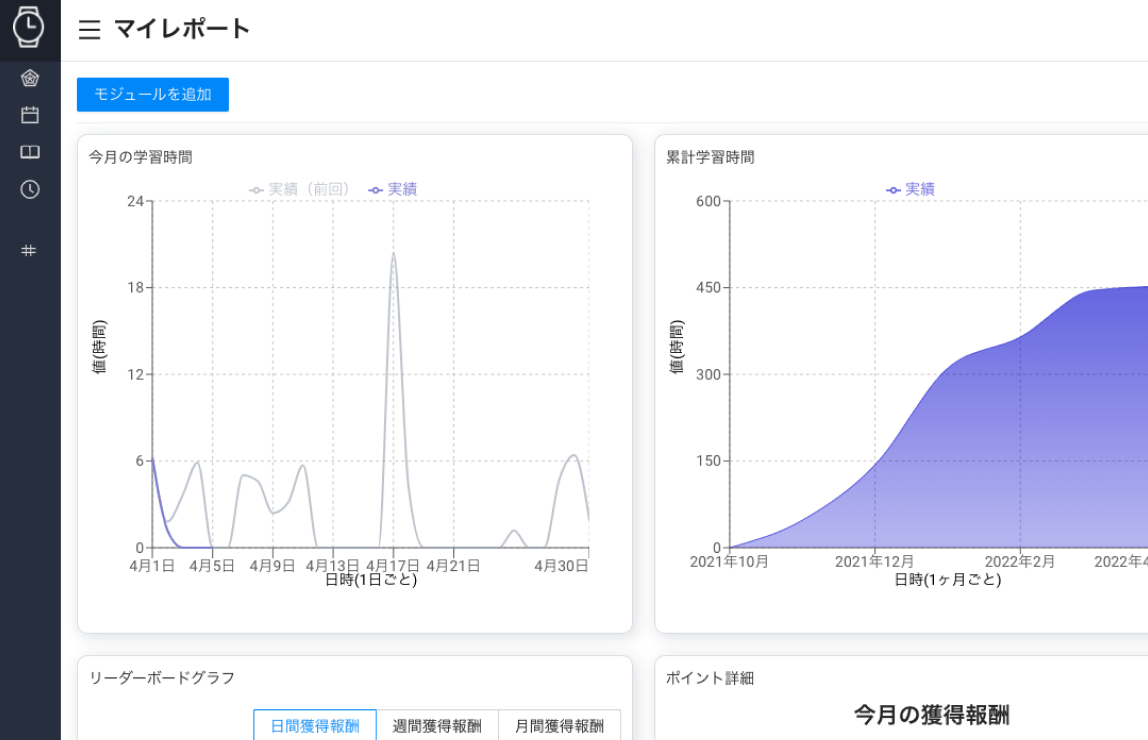 マイレポート
モジュールを追加
今月の学習時間
実績（前回） 実績
24
18
12
6
0
値(時間)
4月1日 4月5日 4月9日 4月13日 4月17日 4月21日 4月30日
日時(1日ごと)
累計学習時間
実績
600
450
300
150
0
値(時間)
2021年10月 2021年12月 2022年2月 2022年4
日時(1ヶ月ごと)
リーダーボードグラフ
日間獲得報酬 週間獲得報酬 月間獲得報酬
ポイント詳細
今月の獲得報酬